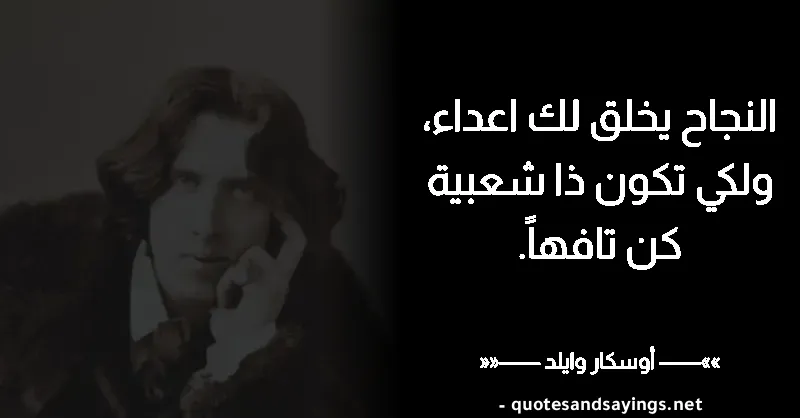 النجاح يخلق لك اعداء،
ولكي تكون ذا شعبية
كن تافهاً.
»»—— أوسكار وايلد ——««
- quotesandsayings.net